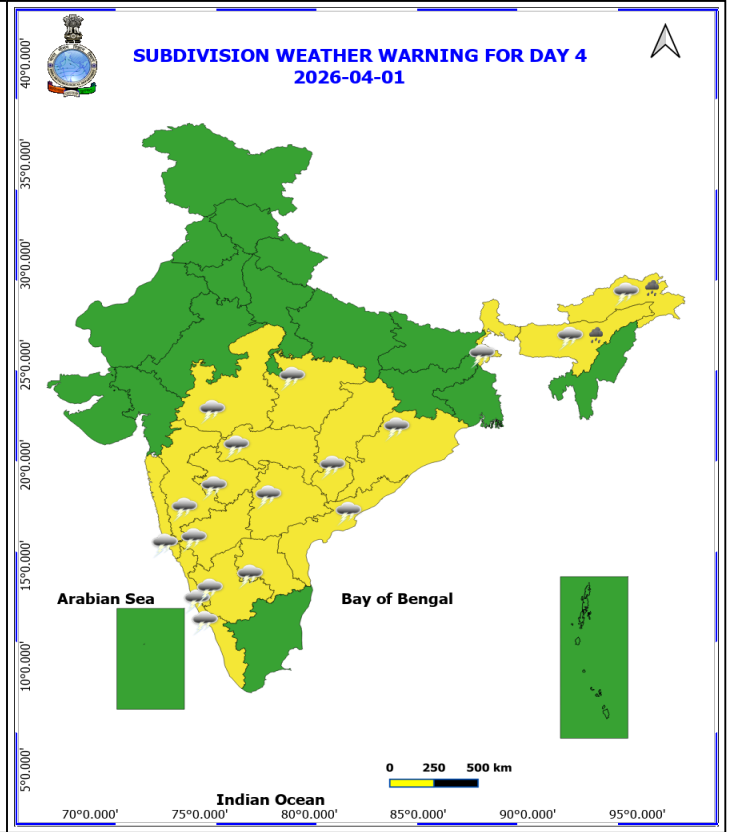 SUBDIVISION WEATHER WARNING FOR DAY 4
2026-04-01
40°0.000'
35°0.000'
30°0.000'
25°0.000'
20°0.000'
15°0.000'
10°0.000'
5°0.000'
Arabian Sea
Bay of Bengal
0 250 500 km
Indian Ocean
70°0.000' 75°0.000' 80°0.000' 85°0.000' 90°0.000' 95°0.000'